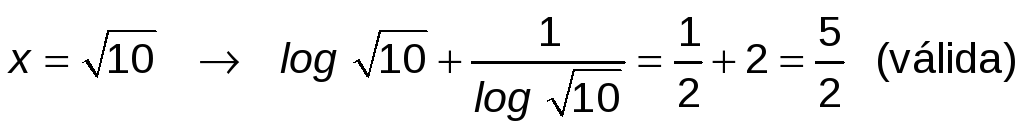 x = √10 → log √10 + 1/(log √10) = 1/2 + 2 = 5/2 (válida)